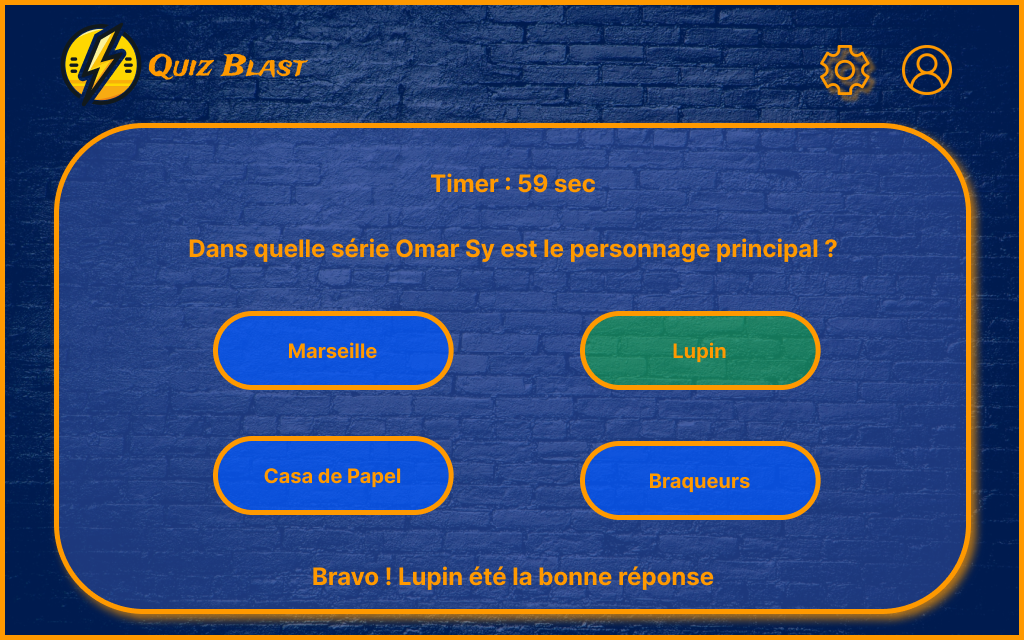 Quiz Blast
Timer : 59 sec
Dans quelle série Omar Sy est le personnage principal ?
Marseille
Lupin
Casa de Papel
Braqueurs
Bravo ! Lupin été la bonne réponse